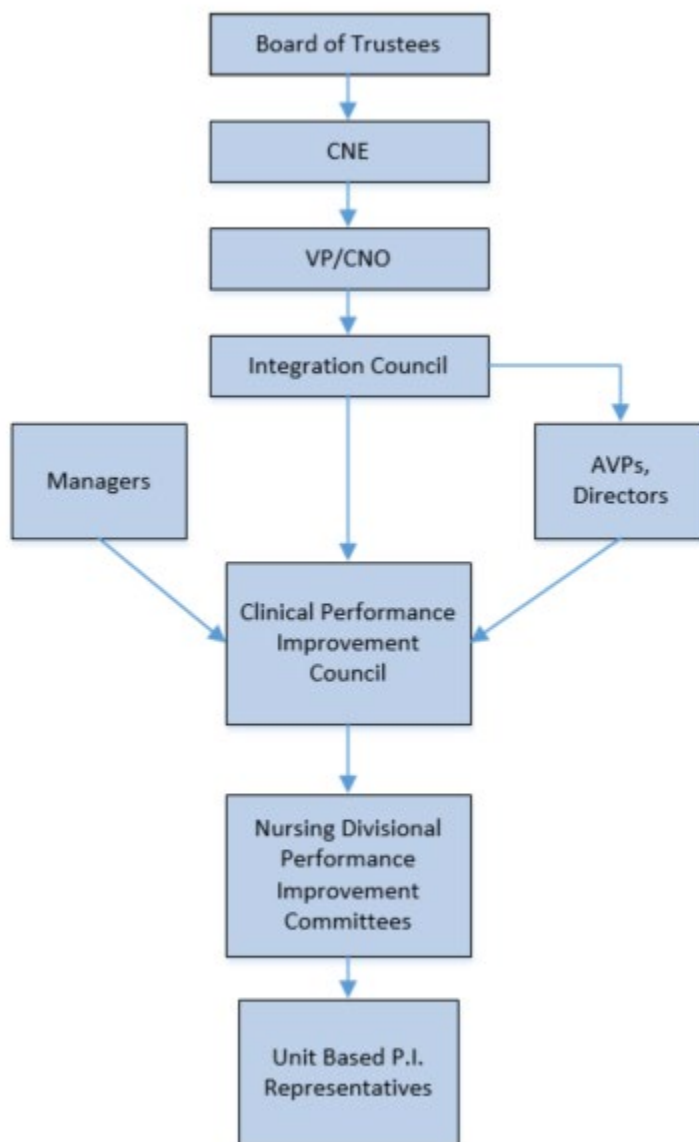 Board of Trustees
CNE
VP/CNO
Integration Council
Managers
AVPs,
Directors
Clinical Performance
Improvement
Council
Nursing Divisional
Performance
Improvement
Committees
Unit Based P.I.
Representatives